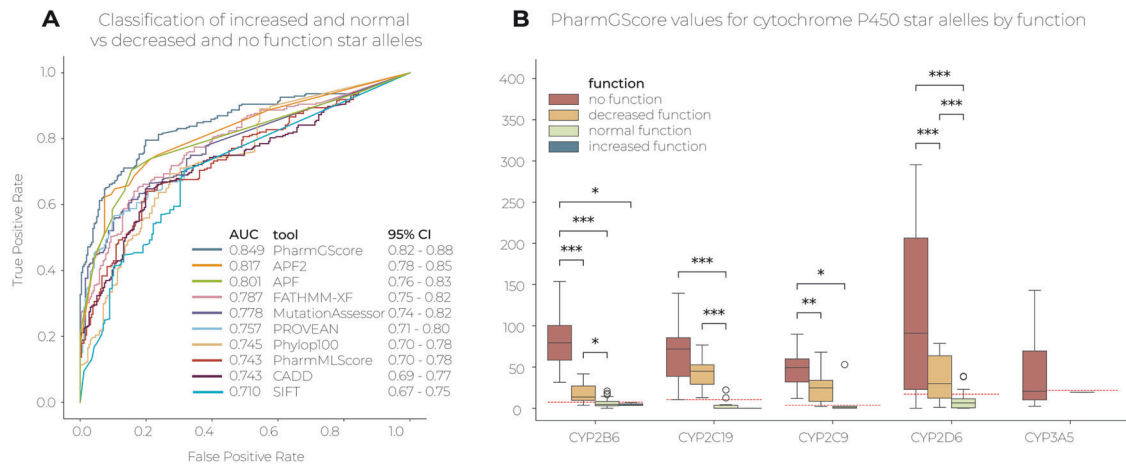 A
Classification of increased and normal
vs decreased and no function star alleles
True Positive Rate
1.0
0.8
0.6
0.4
0.2
0.0
AUC tool 95% CI
0.849 PharmGScore 0.82 - 0.88
0.817 APF2 0.78 - 0.85
0.801 APF 0.76 - 0.83
0.787 FATHMM-XF 0.75 - 0.82
0.778 MutationAssessor 0.74 - 0.82
0.757 PROVEAN 0.71 - 0.80
0.745 Phylop100 0.70 - 0.78
0.743 PharmMLScore 0.70 - 0.78
0.743 CADD 0.69 - 0.77
0.710 SIFT 0.67 - 0.75
0.0 0.2 0.4 0.6 0.8 1.0
False Positive Rate
B
PharmGScore values for cytochrome P450 star alelles by function
400
350
300
250
200
150
100
50
0
function
no function
decreased function
normal function
increased function
*
***
***
*
***
***
*
**
***
***
***
CYP2B6 CYP2C19 CYP2C9 CYP2D6 CYP3A5